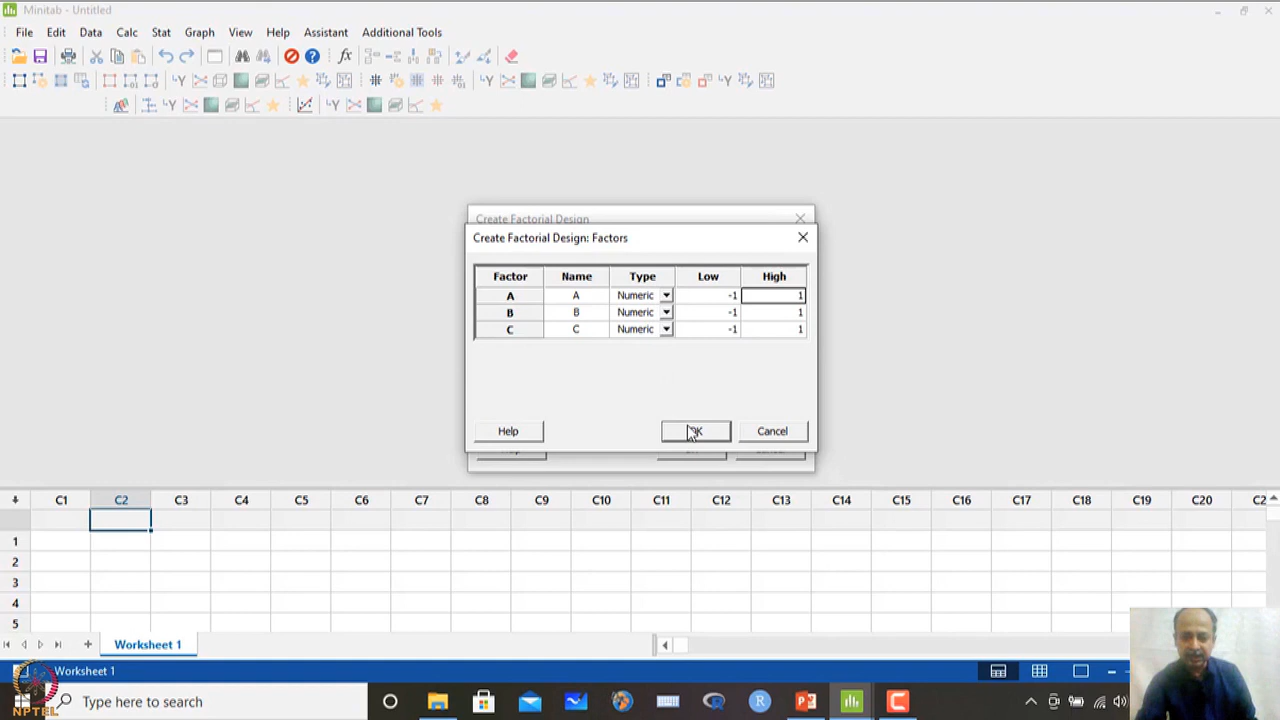 Minitab - Untitled
File Edit Data Calc Stat Graph View Help Assistant Additional Tools
Create Factorial Design
Create Factorial Design: Factors
Factor Name Type Low High
A A Numeric -1 1
B B Numeric -1 1
C C Numeric -1 1
Help OK Cancel
C1 C2 C3 C4 C5 C6 C7 C8 C9 C10 C11 C12 C13 C14 C15 C16 C17 C18 C19 C20
1
2
3
4
5
Worksheet 1
Worksheet 1
Type here to search
NPTEL